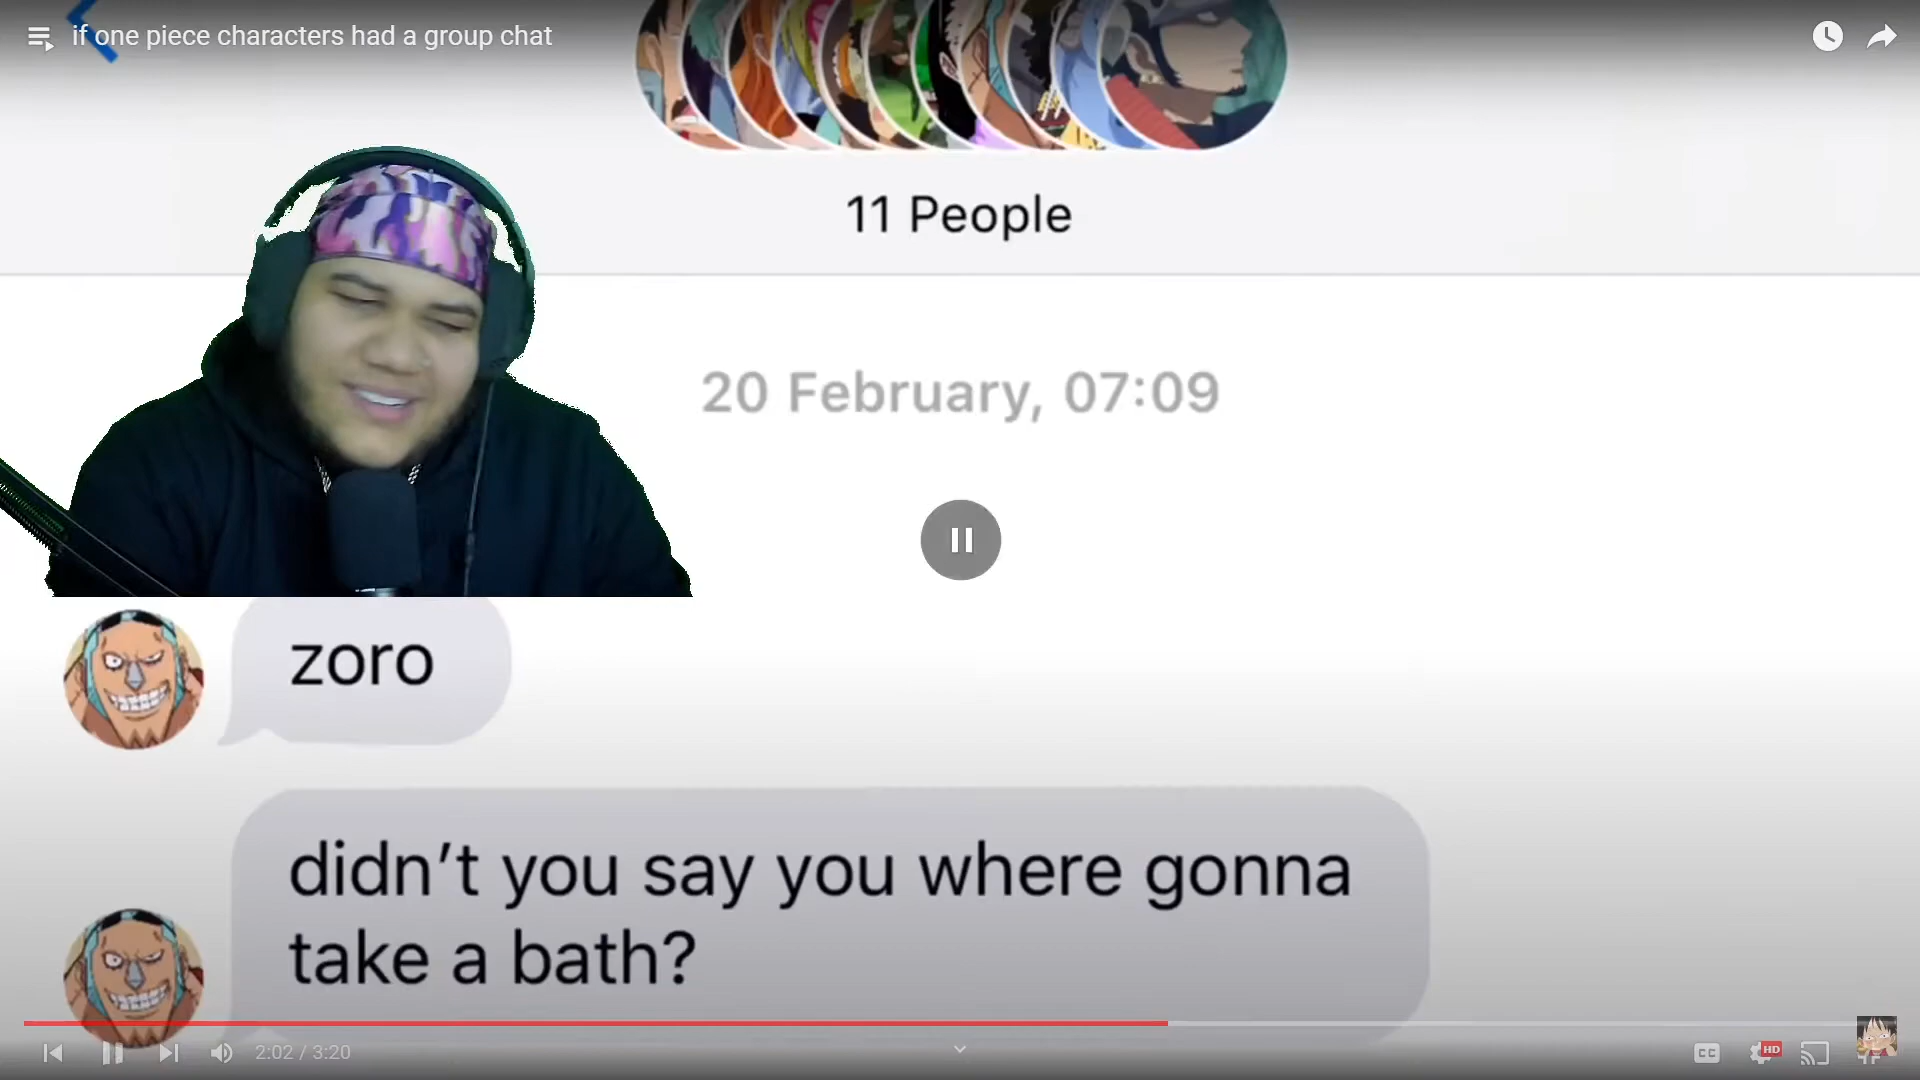 if one piece characters had a group chat
11 People
20 February, 07:09
zoro
didn't you say you where gonna
take a bath?
2:02 / 3:20
CC
HD